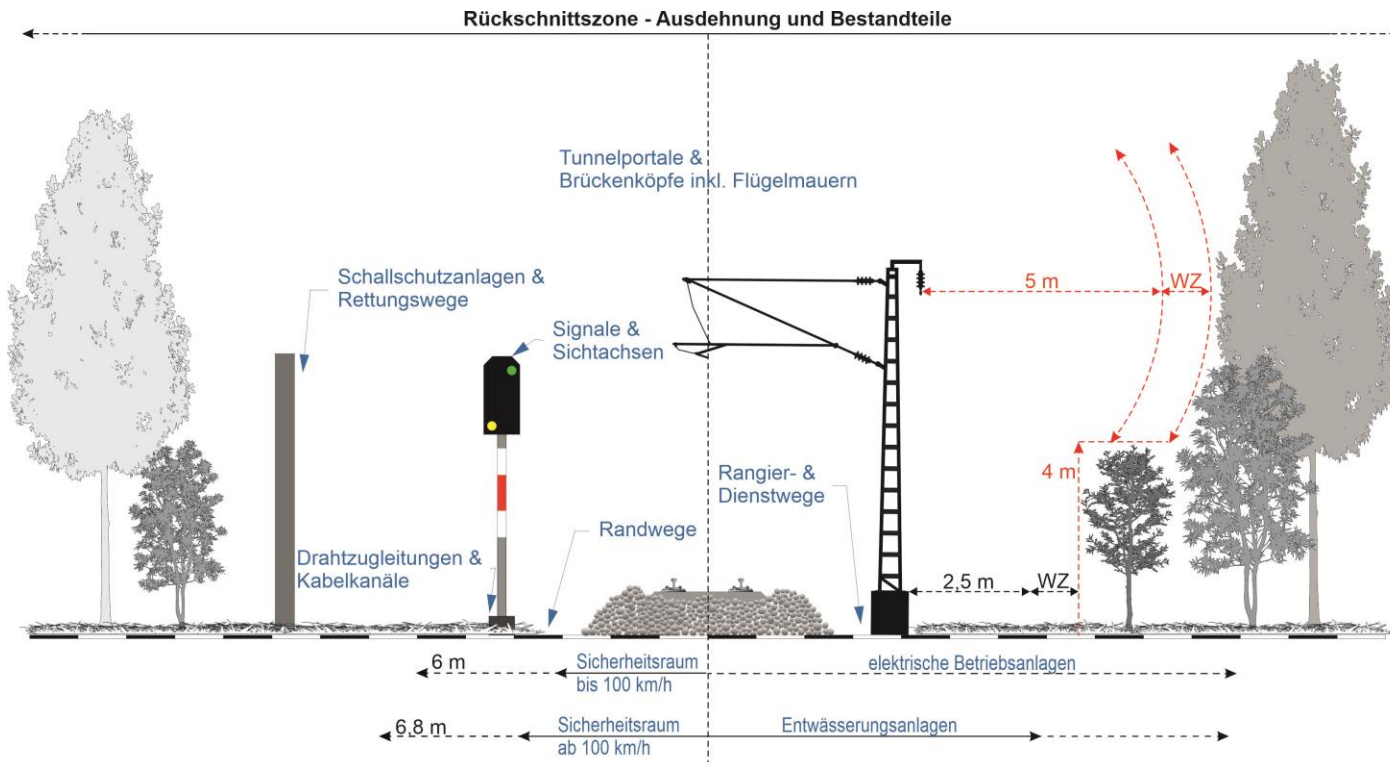 Rückschnittszone - Ausdehnung und Bestandteile
Tunnelportale &
Brückenköpfe inkl. Flügelmauern
Schallschutzanlagen &
Rettungswege
5 m
WZ
Signale &
Sichtachsen
Rangier- &
Dienstwege
4 m
Randwege
Drahtzugleitungen &
Kabelkanäle
2,5 m
WZ
6 m
Sicherheitsraum
bis 100 km/h
elektrische Betriebsanlagen
6,8 m
Sicherheitsraum
ab 100 km/h
Entwässerungsanlagen